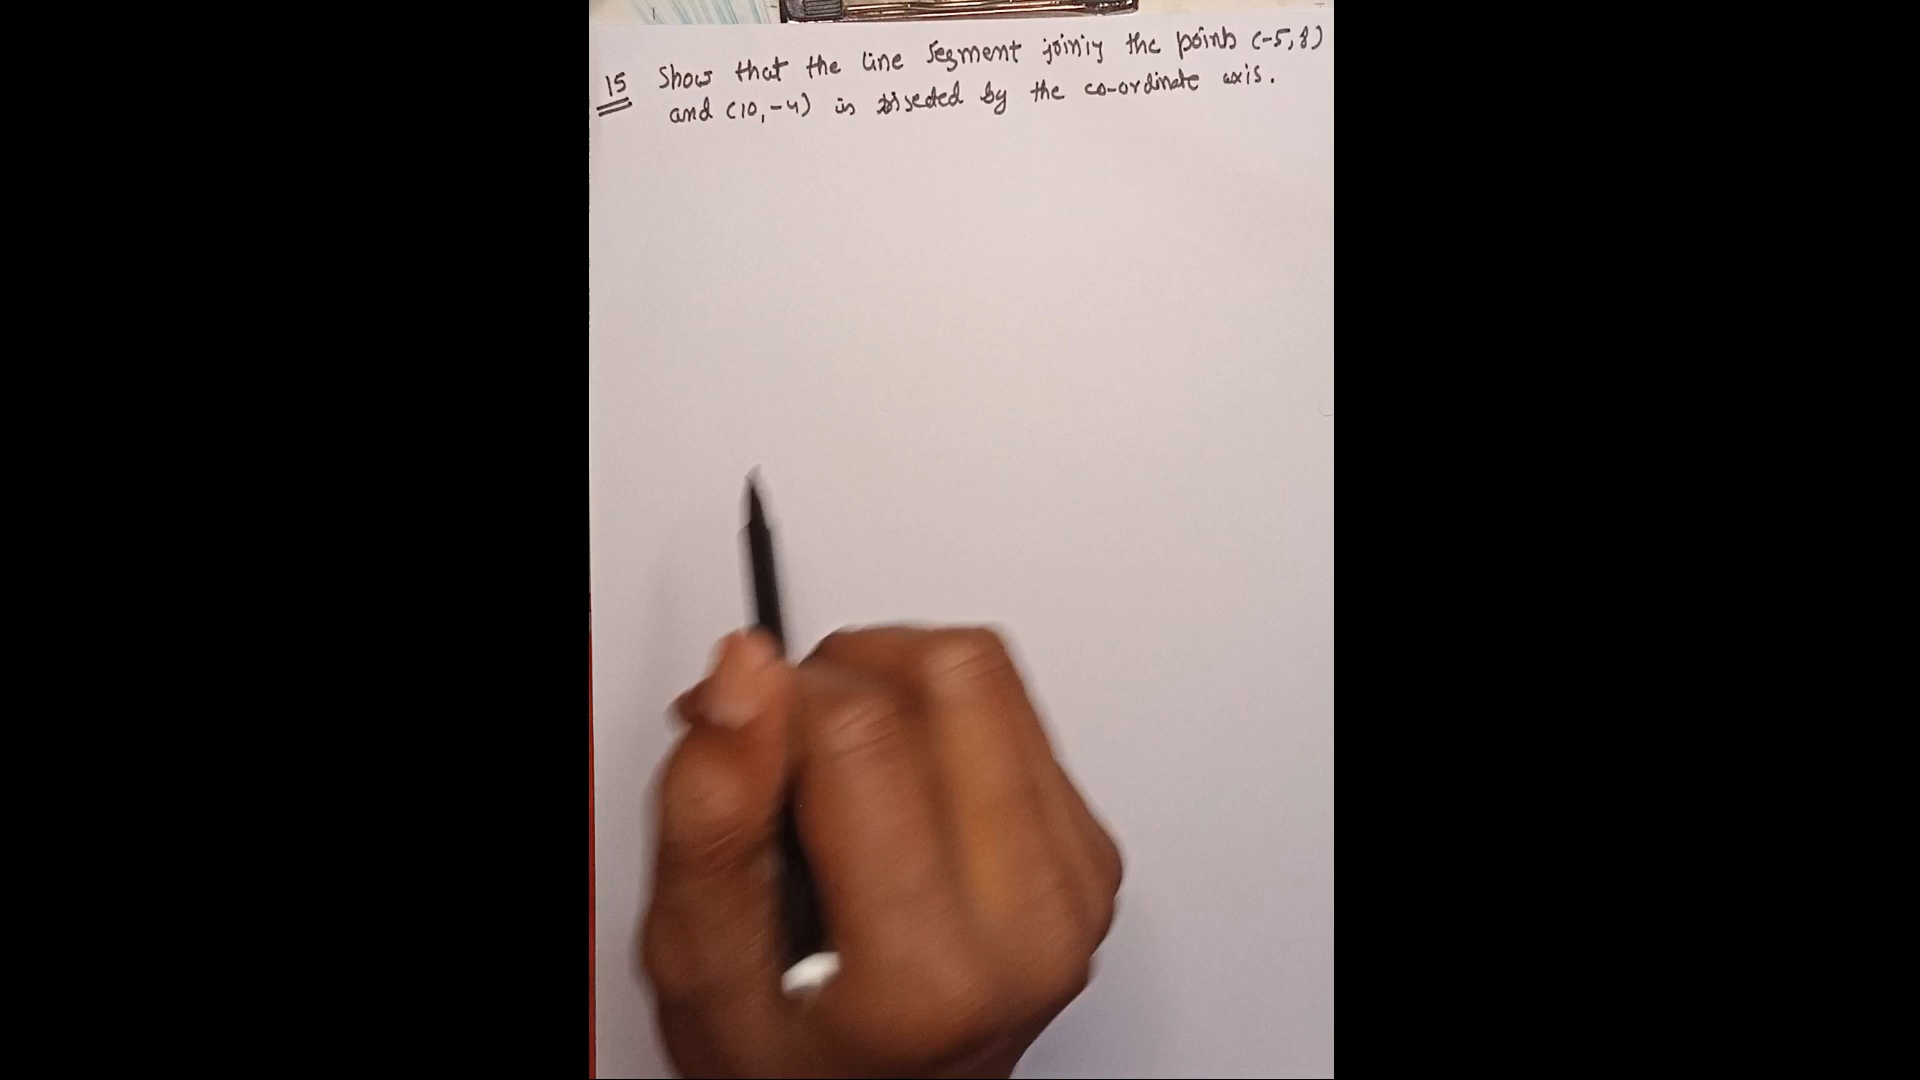 15 Show that the line segment joining the points (-5,8)
and (10,-4) is bisected by the co-ordinate axis.